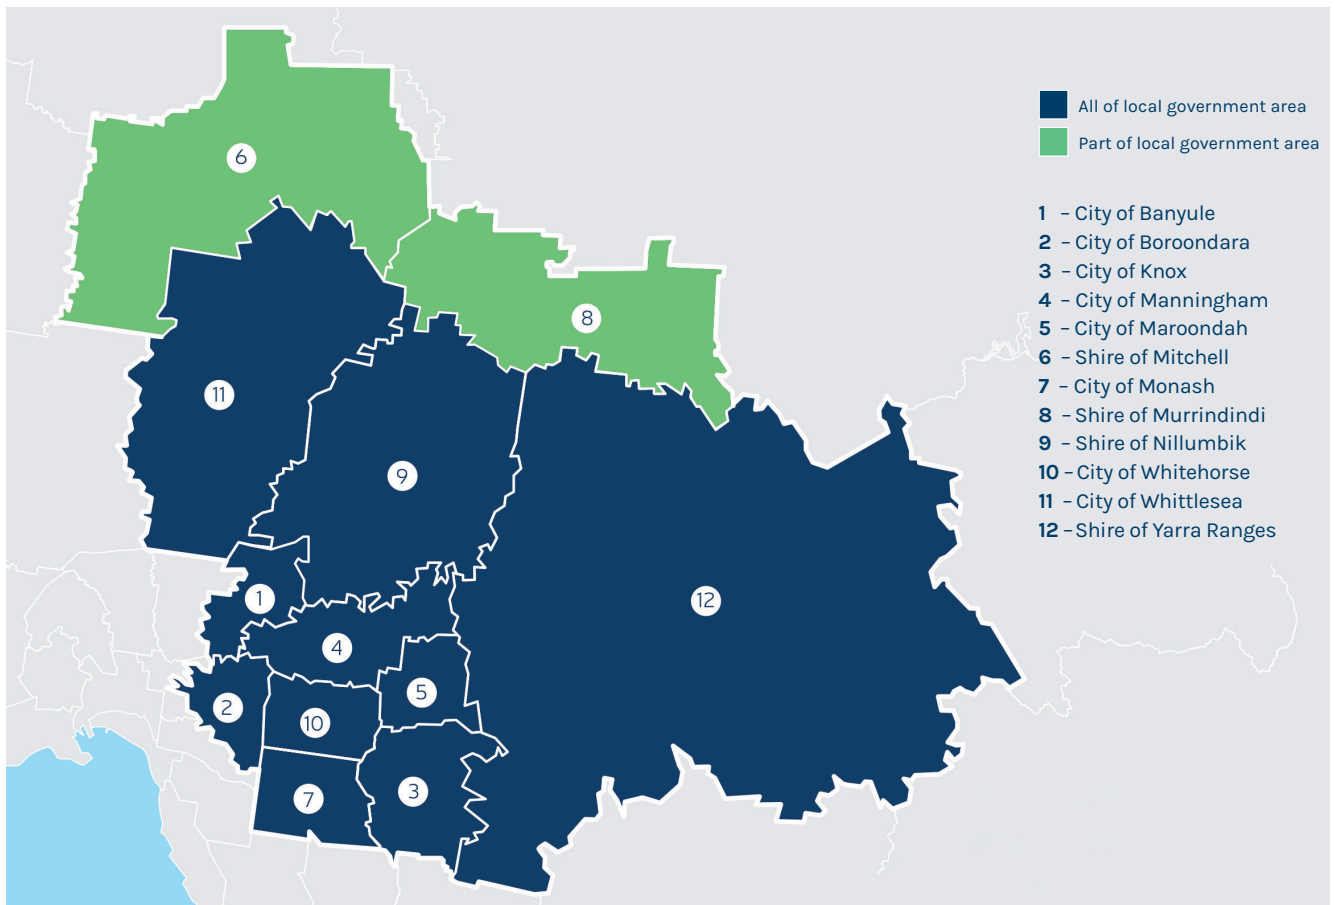 All of local government area
Part of local government area
1 – City of Banyule
2 – City of Boroondara
3 – City of Knox
4 – City of Manningham
5 – City of Maroondah
6 – Shire of Mitchell
7 – City of Monash
8 – Shire of Murrindindi
9 – Shire of Nillumbik
10 – City of Whitehorse
11 – City of Whittlesea
12 – Shire of Yarra Ranges
6
8
11
9
1
12
4
5
2
10
3
7